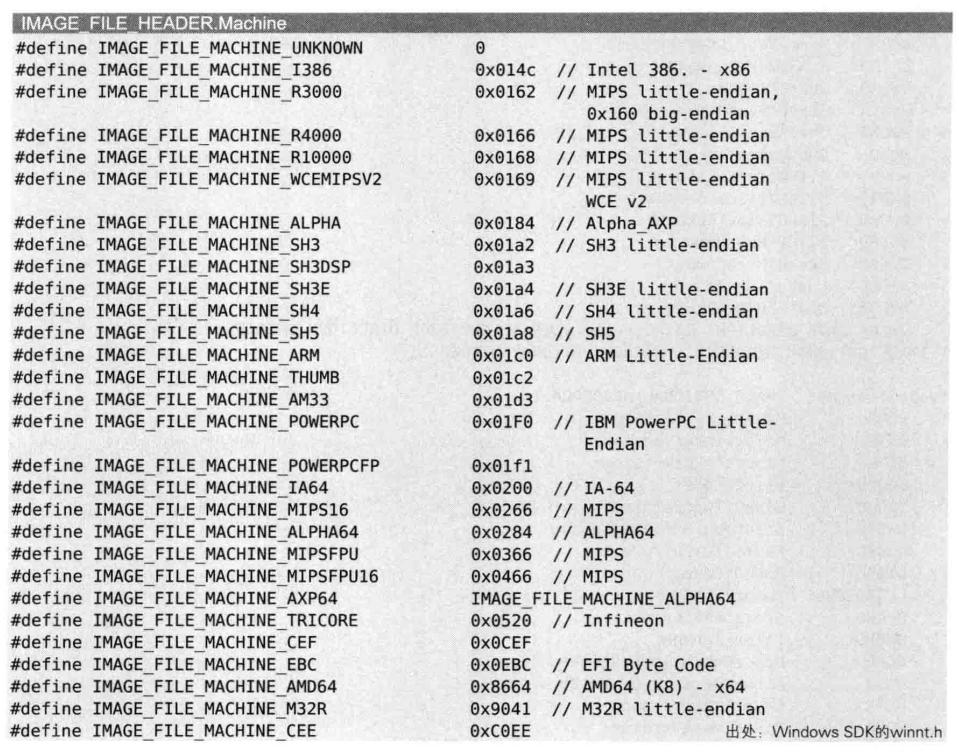 IMAGE_FILE_HEADER.Machine
#define IMAGE_FILE_MACHINE_UNKNOWN 0
#define IMAGE_FILE_MACHINE_I386 0x014c // Intel 386. - x86
#define IMAGE_FILE_MACHINE_R3000 0x0162 // MIPS little-endian,
0x160 big-endian
#define IMAGE_FILE_MACHINE_R4000 0x0166 // MIPS little-endian
#define IMAGE_FILE_MACHINE_R10000 0x0168 // MIPS little-endian
#define IMAGE_FILE_MACHINE_WCEMIPSV2 0x0169 // MIPS little-endian
WCE v2
#define IMAGE_FILE_MACHINE_ALPHA 0x0184 // Alpha_AXP
#define IMAGE_FILE_MACHINE_SH3 0x01a2 // SH3 little-endian
#define IMAGE_FILE_MACHINE_SH3DSP 0x01a3
#define IMAGE_FILE_MACHINE_SH3E 0x01a4 // SH3E little-endian
#define IMAGE_FILE_MACHINE_SH4 0x01a6 // SH4 little-endian
#define IMAGE_FILE_MACHINE_SH5 0x01a8 // SH5
#define IMAGE_FILE_MACHINE_ARM 0x01c0 // ARM Little-Endian
#define IMAGE_FILE_MACHINE_THUMB 0x01c2
#define IMAGE_FILE_MACHINE_AM33 0x01d3
#define IMAGE_FILE_MACHINE_POWERPC 0x01F0 // IBM PowerPC Little-
Endian
#define IMAGE_FILE_MACHINE_POWERPCFP 0x01f1
#define IMAGE_FILE_MACHINE_IA64 0x0200 // IA-64
#define IMAGE_FILE_MACHINE_MIPS16 0x0266 // MIPS
#define IMAGE_FILE_MACHINE_ALPHA64 0x0284 // ALPHA64
#define IMAGE_FILE_MACHINE_MIPSFPU 0x0366 // MIPS
#define IMAGE_FILE_MACHINE_MIPSFPU16 0x0466 // MIPS
#define IMAGE_FILE_MACHINE_AXP64 IMAGE_FILE_MACHINE_ALPHA64
#define IMAGE_FILE_MACHINE_TRICORE 0x0520 // Infineon
#define IMAGE_FILE_MACHINE_CEF 0x0CEF
#define IMAGE_FILE_MACHINE_EBC 0x0EBC // EFI Byte Code
#define IMAGE_FILE_MACHINE_AMD64 0x8664 // AMD64 (K8) - x64
#define IMAGE_FILE_MACHINE_M32R 0x9041 // M32R little-endian
#define IMAGE_FILE_MACHINE_CEE 0xC0EE
出处：Windows SDK的winnt.h